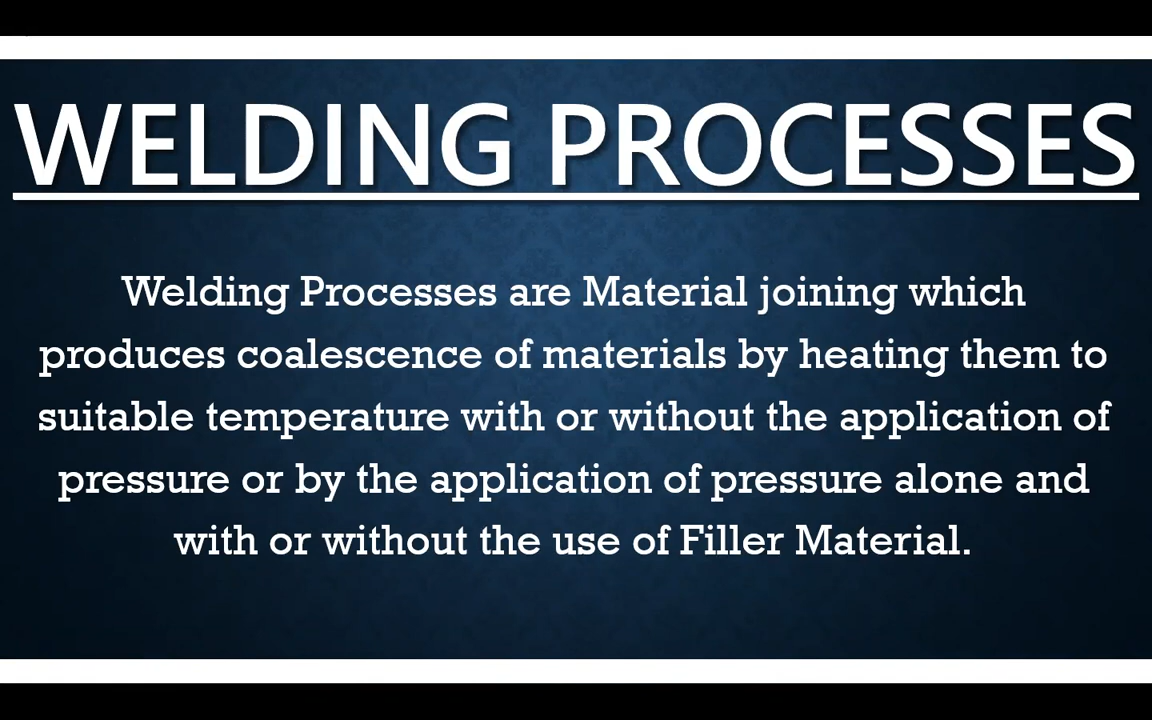 WELDING PROCESSES
Welding Processes are Material joining which
produces coalescence of materials by heating them to
suitable temperature with or without the application of
pressure or by the application of pressure alone and
with or without the use of Filler Material.